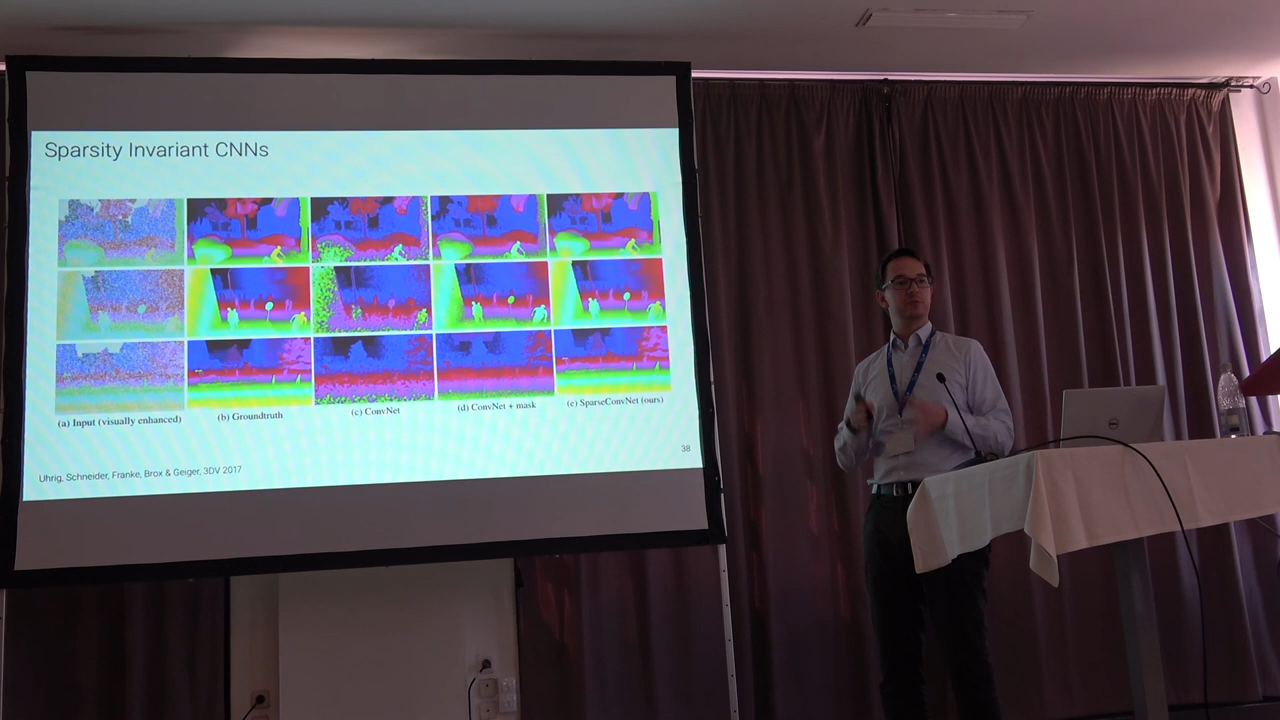 Sparsity Invariant CNNs
(a) Input (visually enhanced)
(b) Groundtruth
(c) ConvNet
(d) ConvNet + mask
(e) SparseConvNet (ours)
38
Uhrig, Schneider, Franke, Brox & Geiger, 3DV 2017
DELL